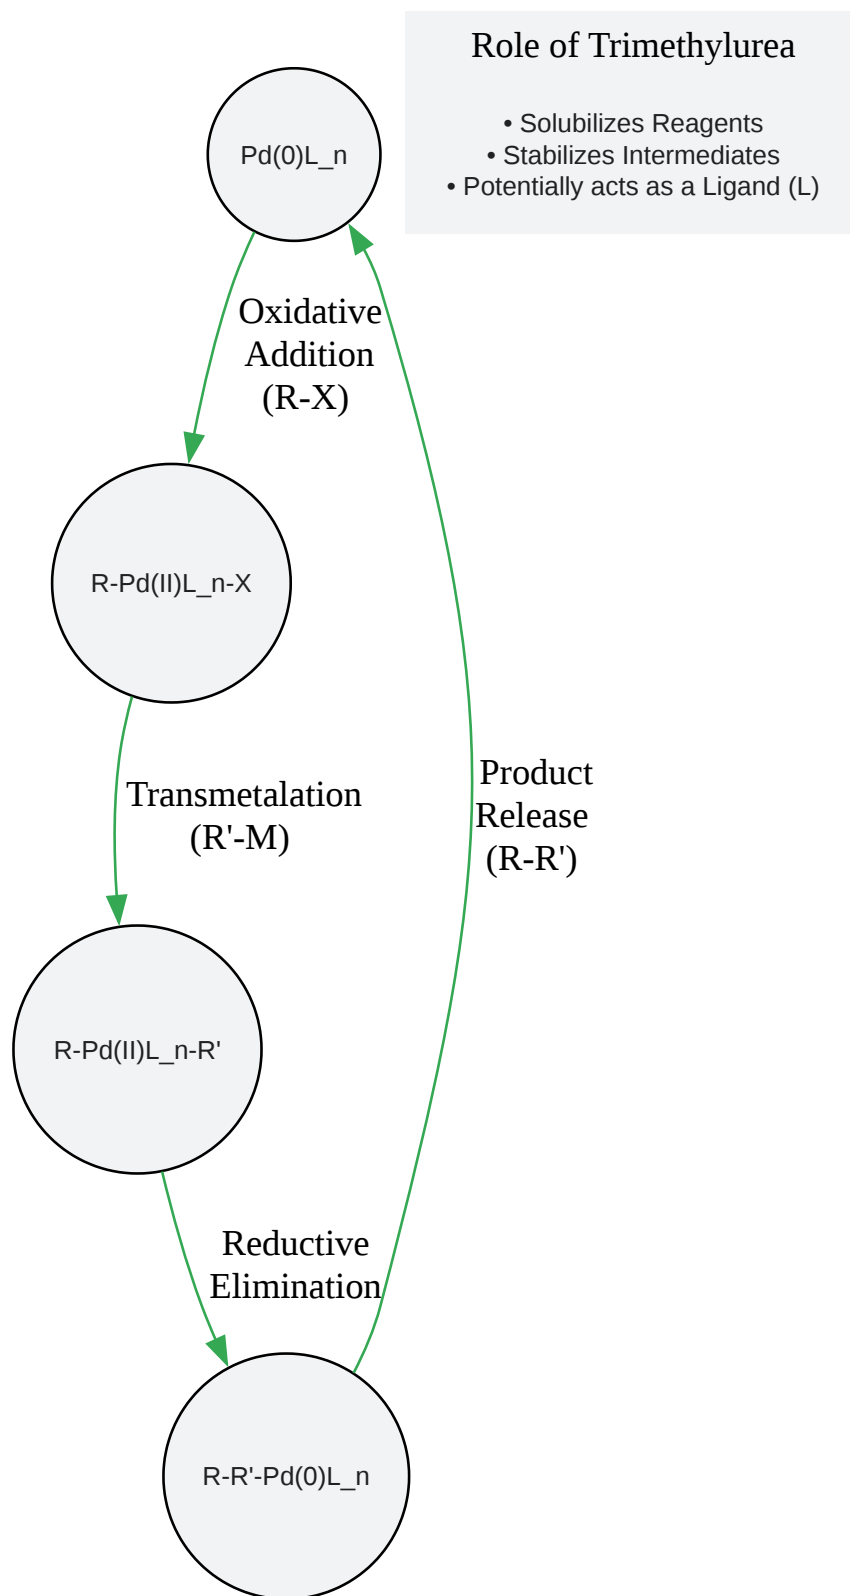 Role of Trimethylurea
• Solubilizes Reagents
• Stabilizes Intermediates
• Potentially acts as a Ligand (L)
Pd(0)L_n
Oxidative
Addition
(R-X)
R-Pd(II)L_n-X
Transmetalation
(R'-M)
Product
Release
(R-R')
R-Pd(II)L_n-R'
Reductive
Elimination
R-R'-Pd(0)L_n